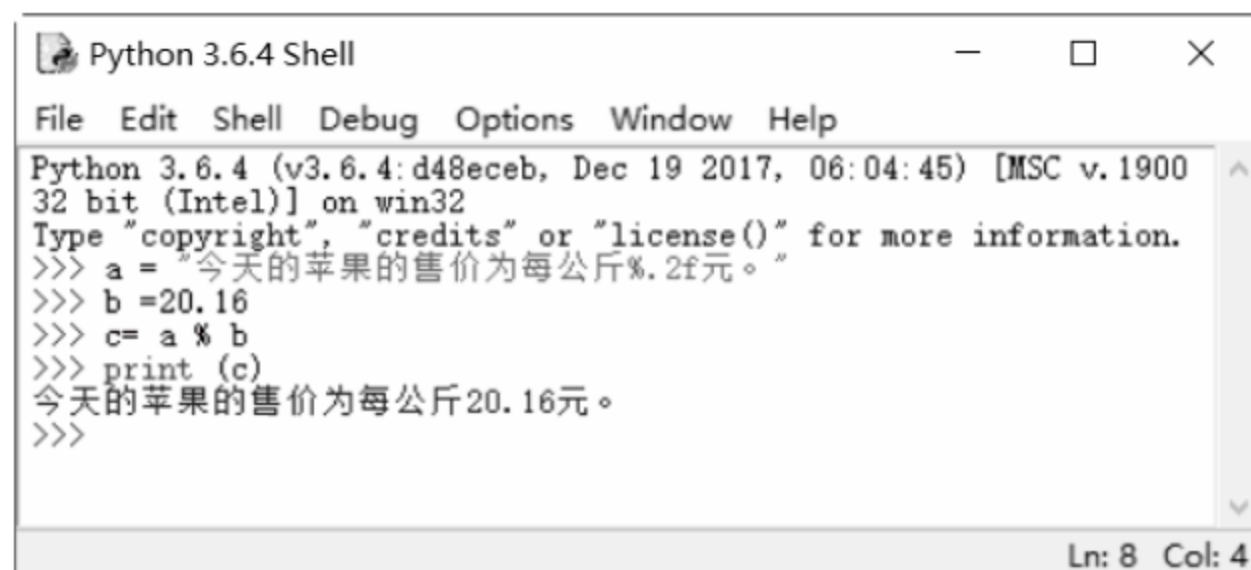 Python 3.6.4 Shell
File Edit Shell Debug Options Window Help
Python 3.6.4 (v3.6.4:d48eceb, Dec 19 2017, 06:04:45) [MSC v.1900
32 bit (Intel)] on win32
Type "copyright", "credits" or "license()" for more information.
>>> a = "今天的苹果的售价为每公斤%.2f元。"
>>> b =20.16
>>> c= a % b
>>> print (c)
今天的苹果的售价为每公斤20.16元。
>>>
Ln: 8 Col: 4